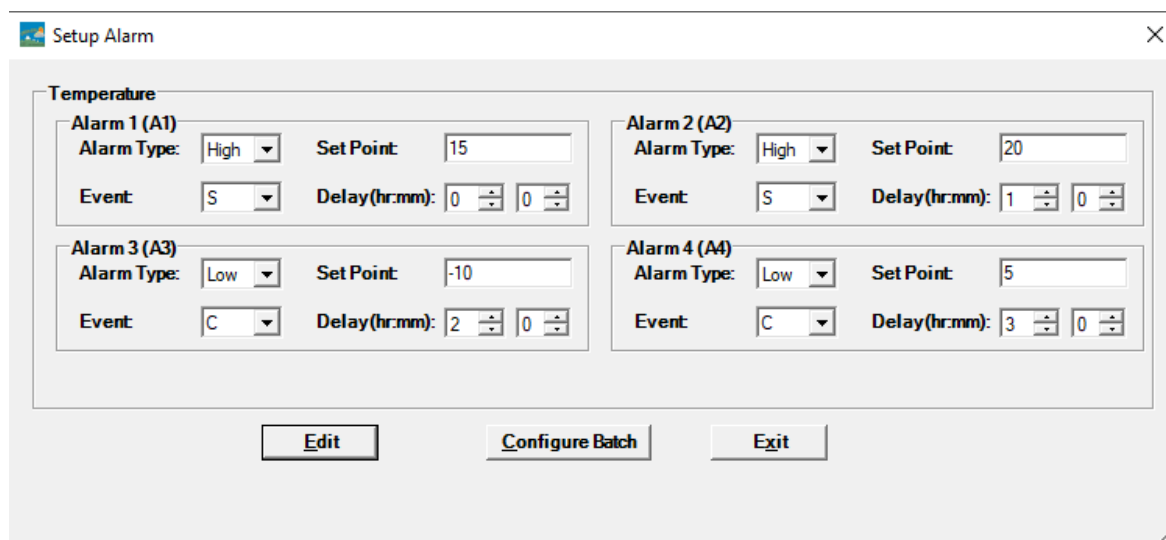 Setup Alarm
Temperature
Alarm 1 (A1)
Alarm Type: High Set Point: 15
Event: S Delay(hr:mm): 0 0
Alarm 2 (A2)
Alarm Type: High Set Point: 20
Event: S Delay(hr:mm): 1 0
Alarm 3 (A3)
Alarm Type: Low Set Point: -10
Event: C Delay(hr:mm): 2 0
Alarm 4 (A4)
Alarm Type: Low Set Point: 5
Event: C Delay(hr:mm): 3 0
Edit Configure Batch Exit